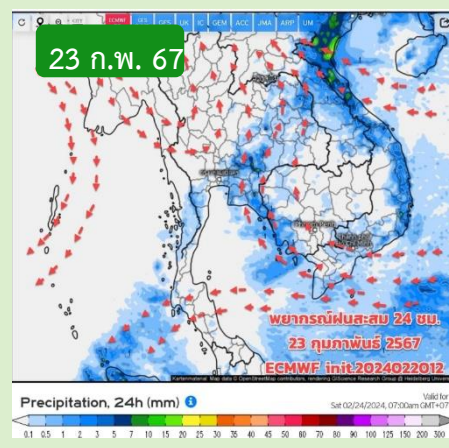 ECMWF GFS GFS UK IC GEM ACC JMA ARP UM
23 ก.พ. 67
พยากรณ์ฝนสะสม 24 ชม.
23 กุมภาพันธ์ 2567
ECMWF init.2024022012
Precipitation, 24h (mm)
Valid for
Sat 02/24/2024, 07:00am GMT+07
0.1 0.5 1 2 3 5 7 10 15 20 25 30 35 40 45 50 60 70 80 90 100 125 150 200 300